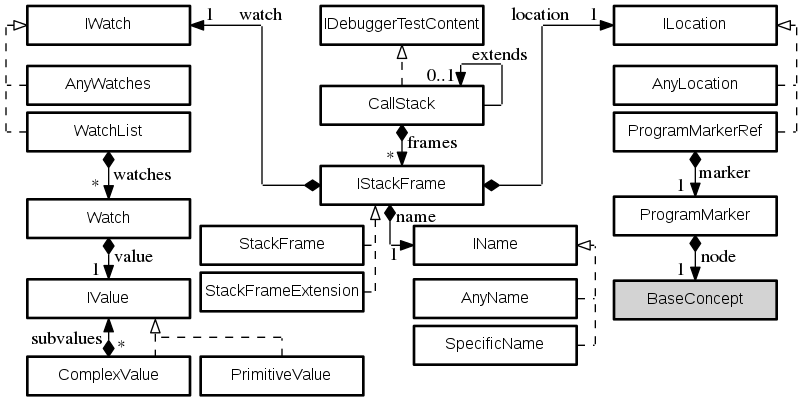 IWatch
1
watch
IDebuggerTestContent
location
1
ILocation
extends
0..1
AnyWatches
CallStack
AnyLocation
WatchList
frames
*
ProgramMarkerRef
watches
*
IStackFrame
marker
1
Watch
name
1
ProgramMarker
value
1
StackFrame
IName
node
1
IValue
StackFrameExtension
AnyName
BaseConcept
subvalues
*
SpecificName
ComplexValue
PrimitiveValue